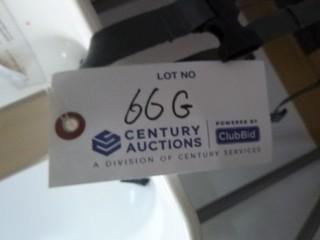 LOT NO
66 G
CENTURY AUCTIONS
POWERED BY
ClubBid
A DIVISION OF CENTURY SERVICES